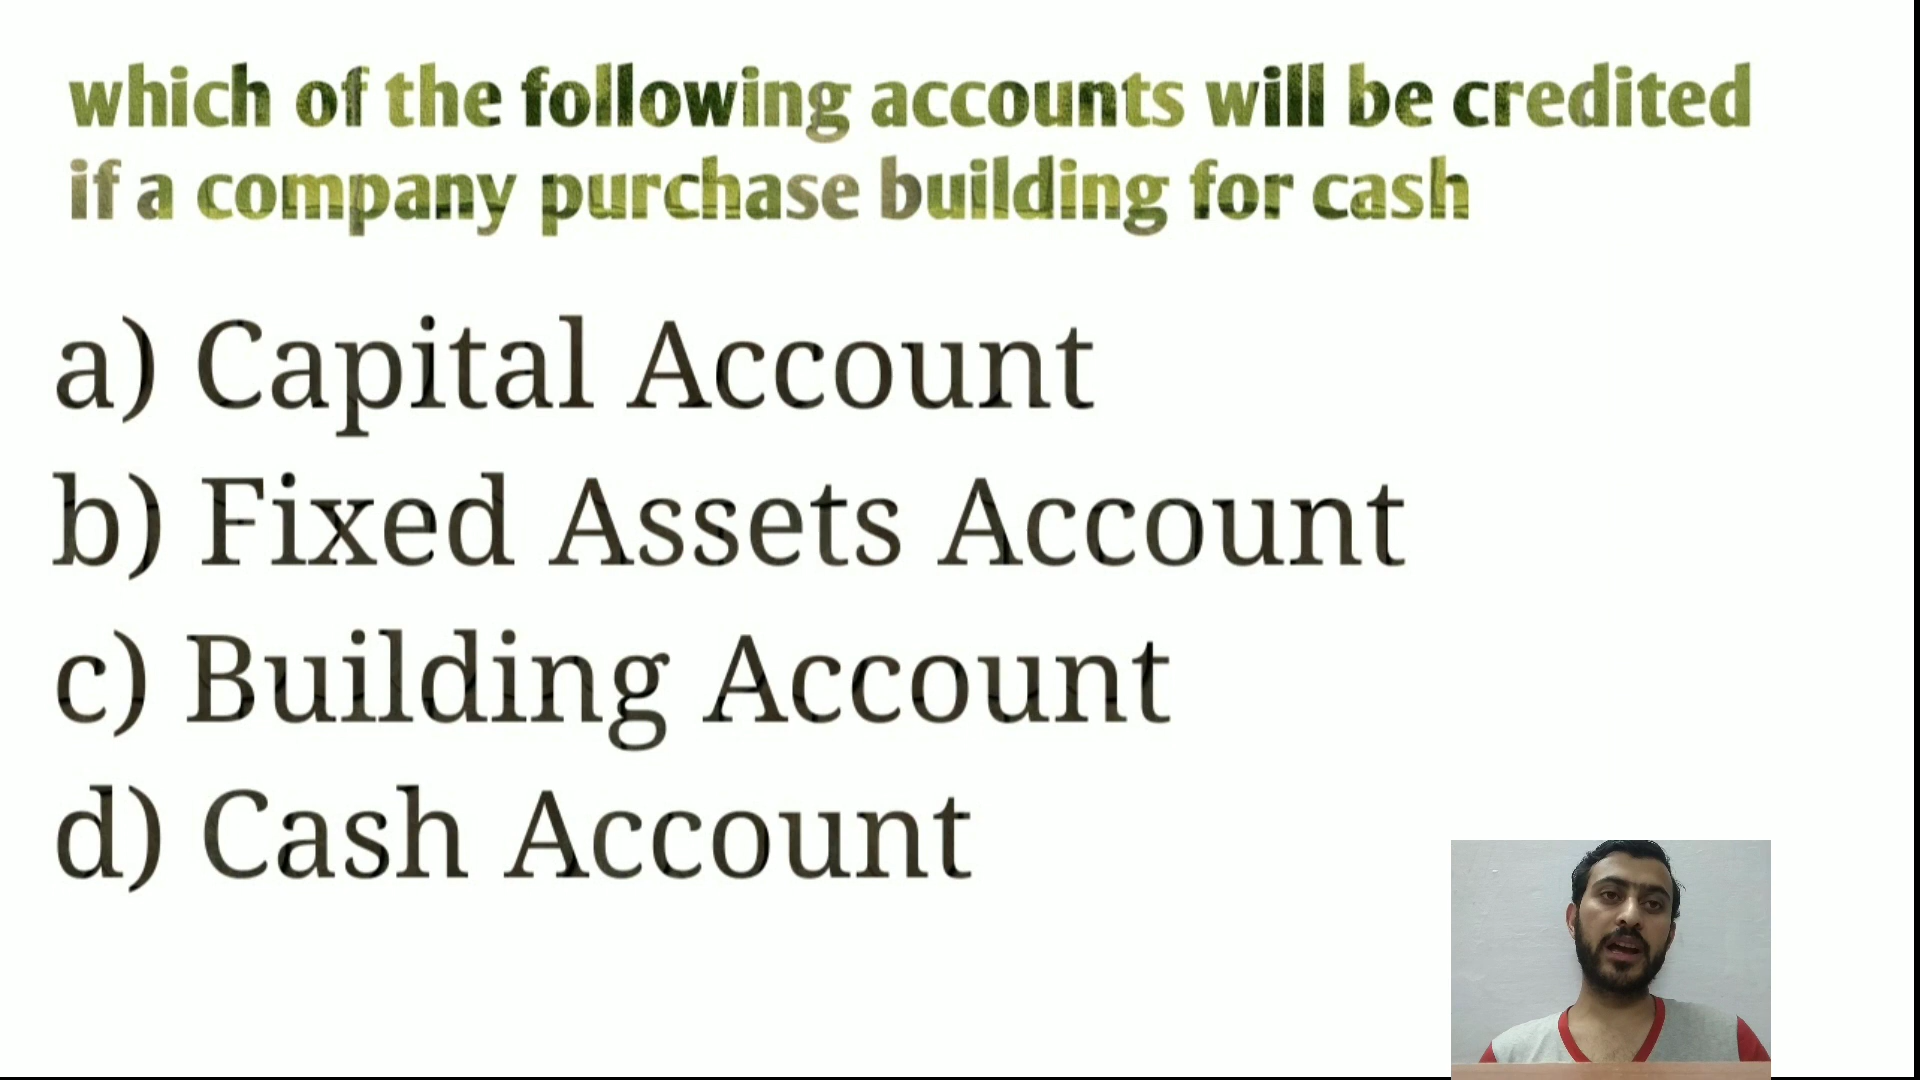 which of the following accounts will be credited
if a company purchase building for cash
a) Capital Account
b) Fixed Assets Account
c) Building Account
d) Cash Account